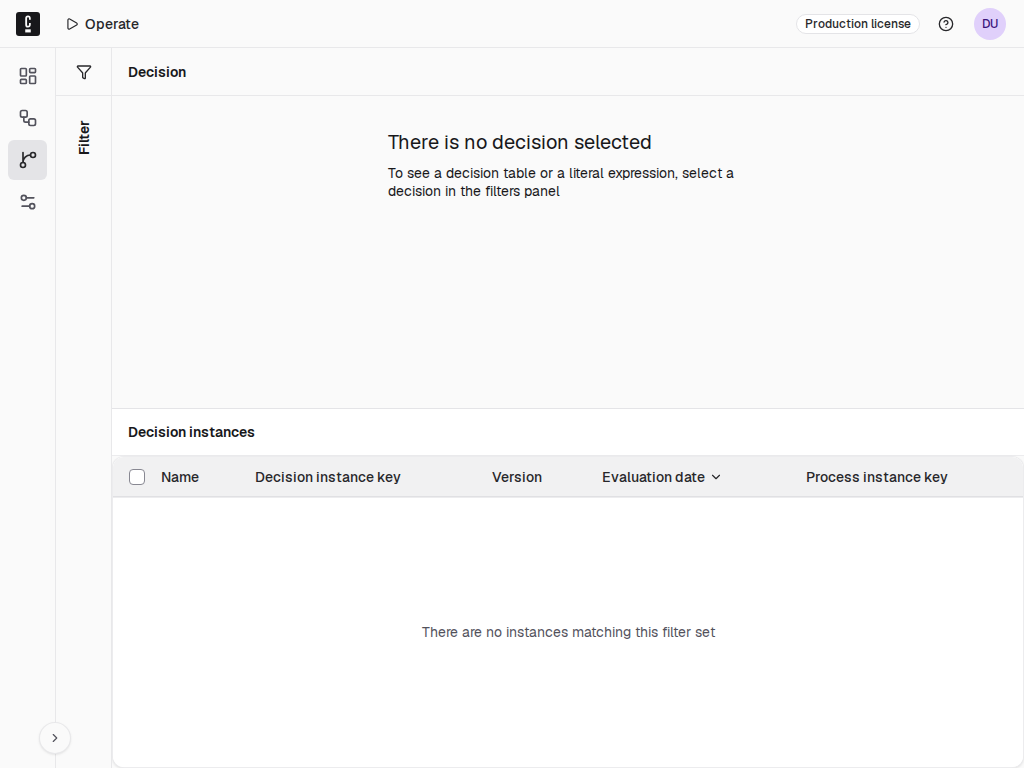 Operate
Production license
DU
Decision
Filter
There is no decision selected
To see a decision table or a literal expression, select a
decision in the filters panel
Decision instances
Name Decision instance key Version Evaluation date Process instance key
There are no instances matching this filter set